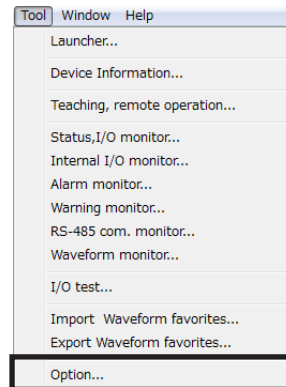 Tool Window Help
Launcher...
Device Information...
Teaching, remote operation...
Status,I/O monitor...
Internal I/O monitor...
Alarm monitor...
Warning monitor...
RS-485 com. monitor...
Waveform monitor...
I/O test...
Import Waveform favorites...
Export Waveform favorites...
Option...